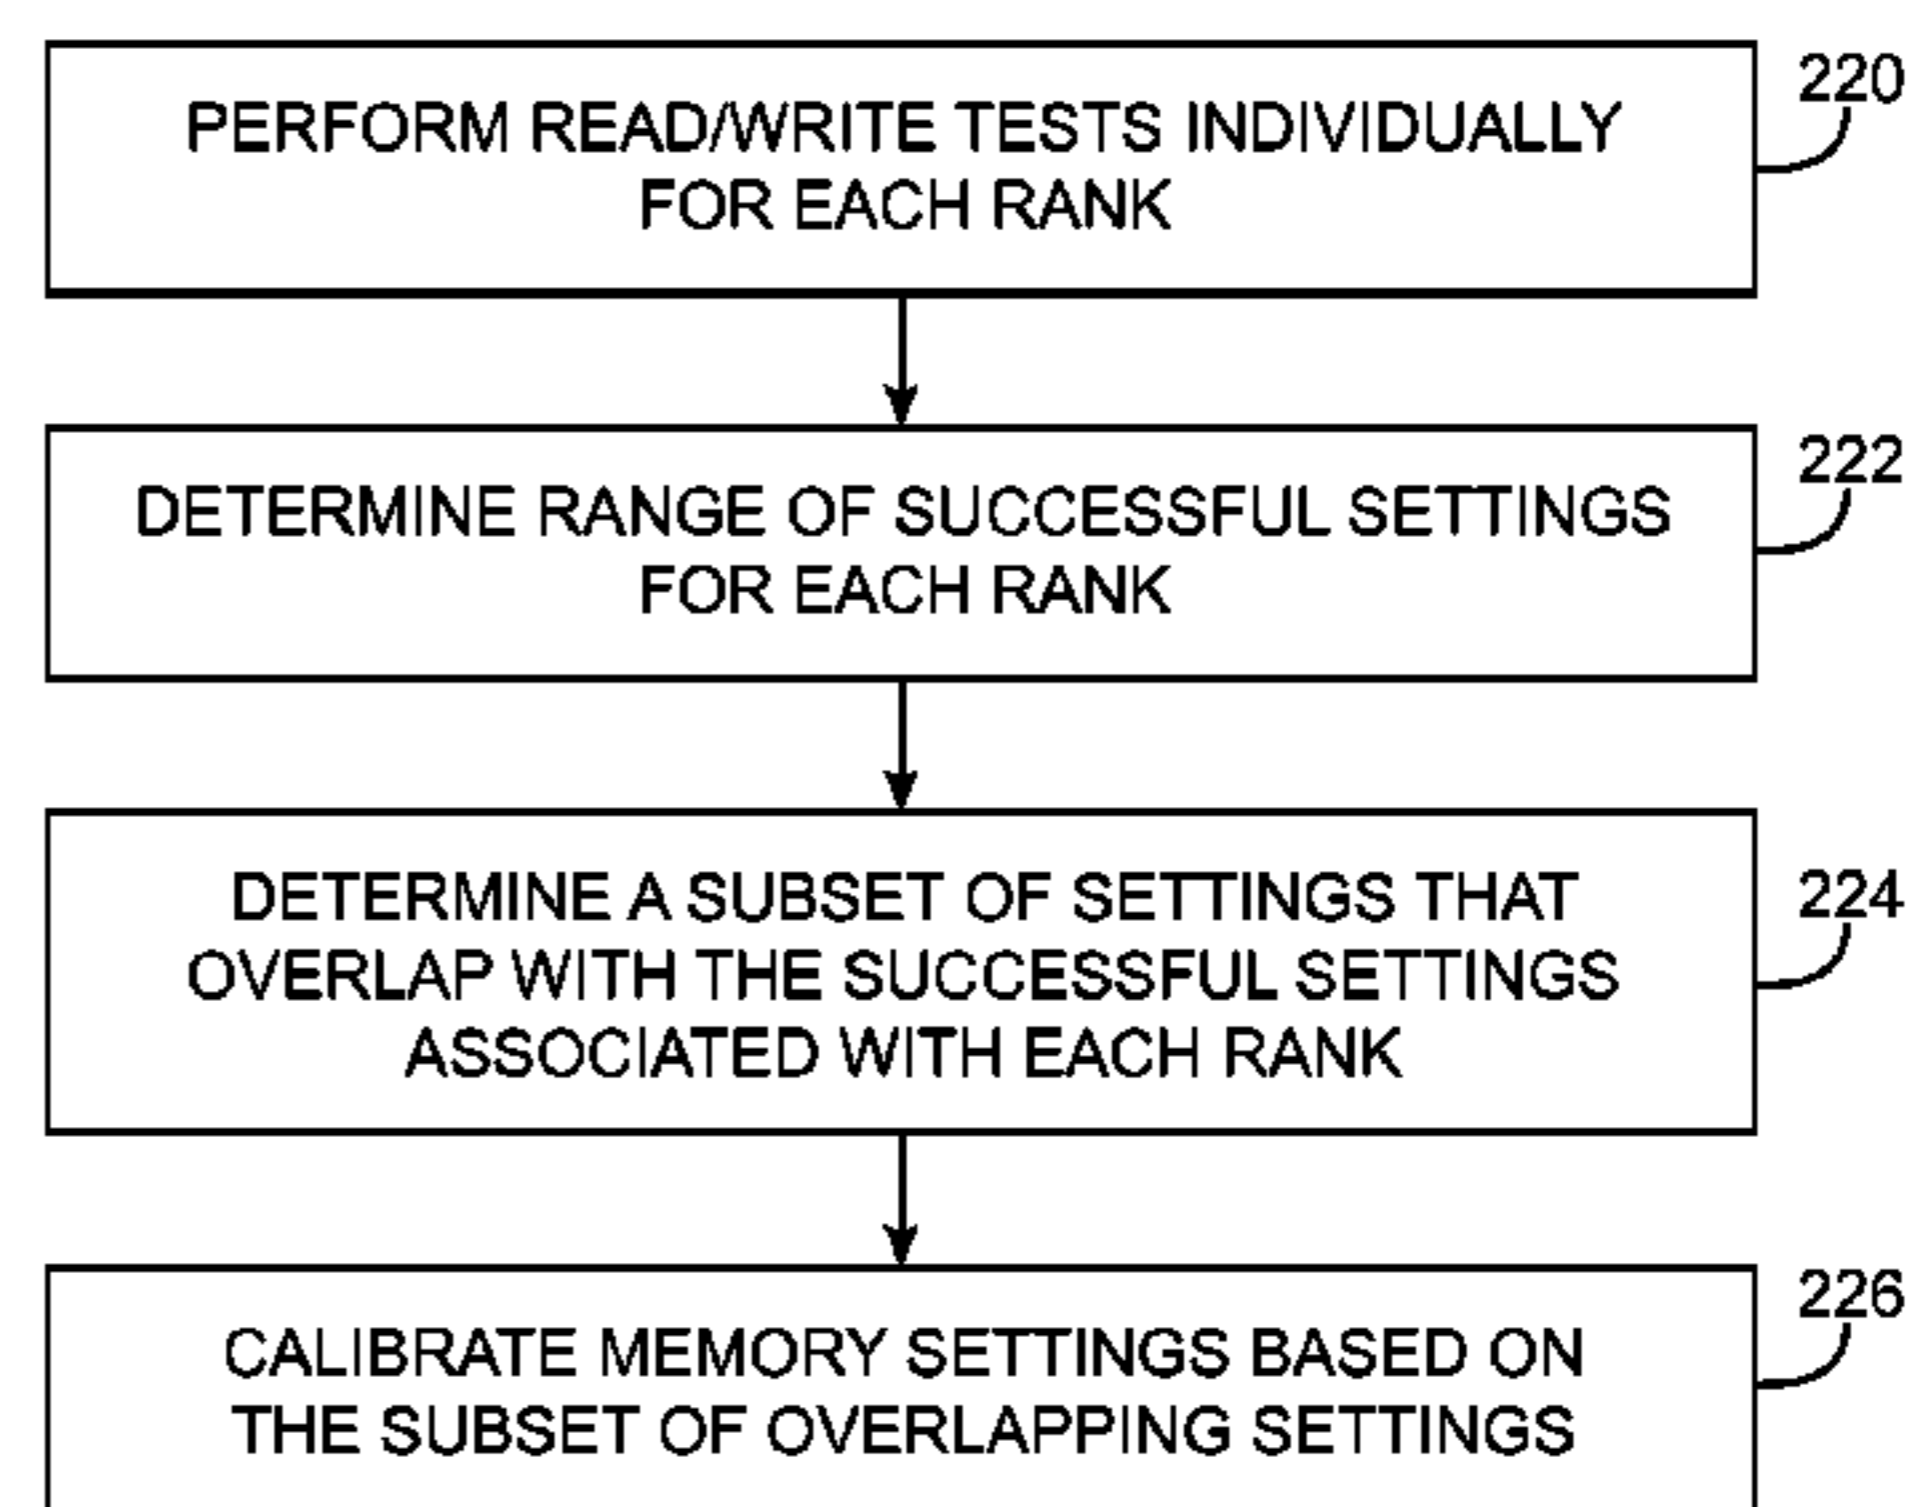 PERFORM READ/WRITE TESTS INDIVIDUALLY
FOR EACH RANK
220
DETERMINE RANGE OF SUCCESSFUL SETTINGS
FOR EACH RANK
222
DETERMINE A SUBSET OF SETTINGS THAT
OVERLAP WITH THE SUCCESSFUL SETTINGS
ASSOCIATED WITH EACH RANK
224
CALIBRATE MEMORY SETTINGS BASED ON
THE SUBSET OF OVERLAPPING SETTINGS
226